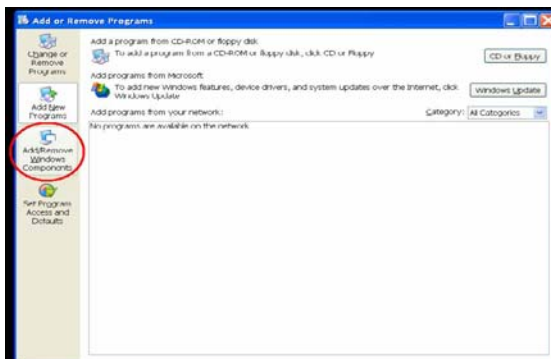 Add or Remove Programs
Change or
Remove
Programs
Add New
Programs
Add/Remove
Windows
Components
Set Program
Access and
Defaults
Add a program from CD-ROM or floppy disk
To add a program from a CD-ROM or floppy disk, click CD or Floppy
CD or Floppy
Add programs from Microsoft
To add new Windows features, device drivers, and system updates over the Internet, click
Windows Update
Windows Update
Add programs from your network:
Category:
All Categories
No programs are available on the network